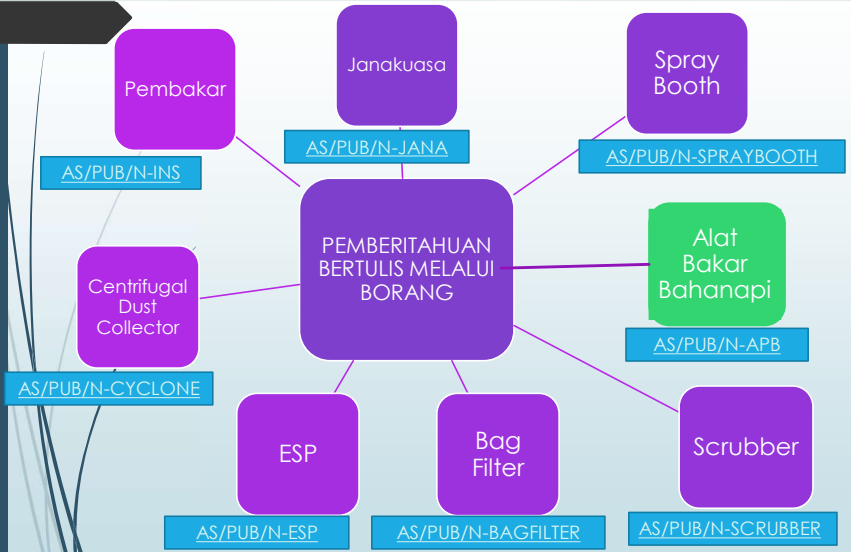 Pembakar
AS/PUB/N-INS
Janakuasa
AS/PUB/N-JANA
Spray
Booth
AS/PUB/N-SPRAYBOOTH
PEMBERITAHUAN
BERTULIS MELALUI
BORANG
Alat
Bakar
Bahanapi
AS/PUB/N-APB
Centrifugal
Dust
Collector
AS/PUB/N-CYCLONE
ESP
AS/PUB/N-ESP
Bag
Filter
AS/PUB/N-BAGFILTER
Scrubber
AS/PUB/N-SCRUBBER